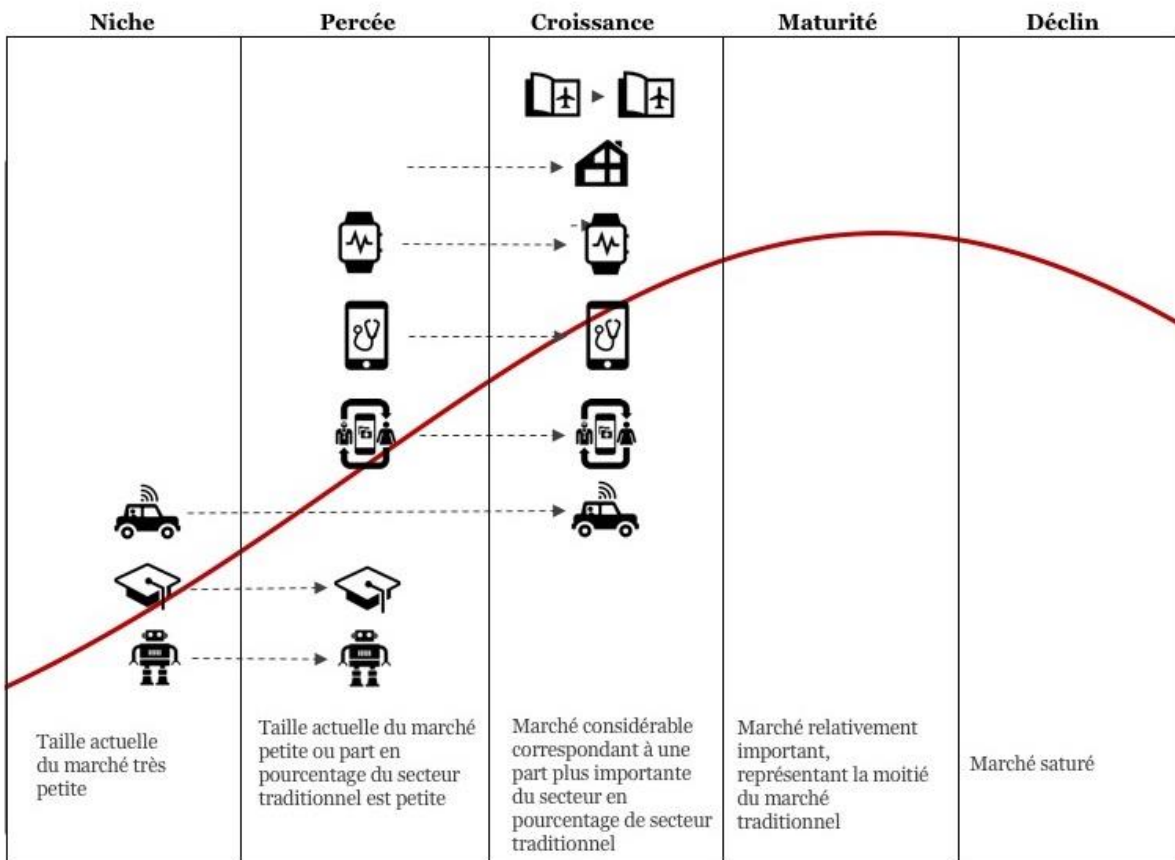 Niche
Percée
Croissance
Maturité
Déclin
Taille actuelle
du marché très
petite
Taille actuelle du marché
petite ou part en
pourcentage du secteur
traditionnel est petite
Marché considérable
correspondant à une
part plus importante
du secteur en
pourcentage de secteur
traditionnel
Marché relativement
important,
représentant la moitié
du marché
traditionnel
Marché saturé